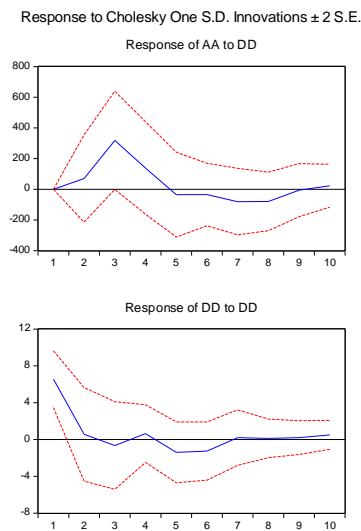 Response to Cholesky One S.D. Innovations ± 2 S.E.
Response of AA to DD
800
600
400
200
0
-200
-400
1 2 3 4 5 6 7 8 9 10
Response of DD to DD
12
8
4
0
-4
-8
1 2 3 4 5 6 7 8 9 10